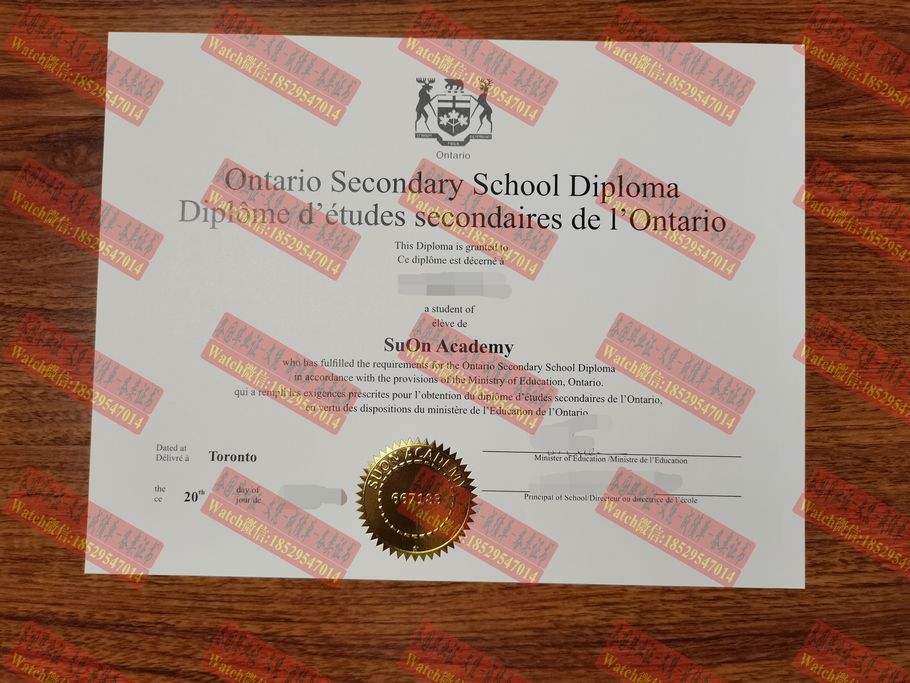 Ontario
Ontario Secondary School Diploma
Diplôme d'études secondaires de l'Ontario
This Diploma is granted to
Ce diplôme est décerné à
a student of
élève de
SuOn Academy
who has fulfilled the requirements for the Ontario Secondary School Diploma
in accordance with the provisions of the Ministry of Education, Ontario.
qui a rempli les exigences prescrites pour l'obtention du diplôme d'études secondaires de l'Ontario,
en vertu des dispositions du ministère de l'Education de l'Ontario.
Dated at
Délivré à Toronto
Minister of Education /Ministre de l'Education
the
ce 20th day of
jour de
Principal of School/Directeur ou directrice de l'école
SUON ACADEMY
667189
Watch微信:18529547014